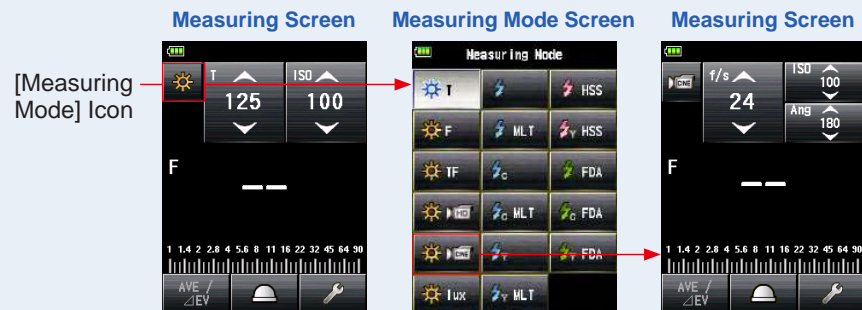 Measuring Screen
Measuring Mode Screen
Measuring Screen
[Measuring Mode] Icon
T
125
ISO
100
F
1 1.4 2 2.8 4 5.6 8 11 16 22 32 45 64 90
AVE / ⊿EV
Measuring Mode
T
HSS
F
MLT
Y HSS
TF
C
FDA
HD
C MLT
C FDA
CINE
Y
Y FDA
lux
Y MLT
CINE
f/s
24
ISO
100
Ang
180
F
1 1.4 2 2.8 4 5.6 8 11 16 22 32 45 64 90
AVE / ⊿EV